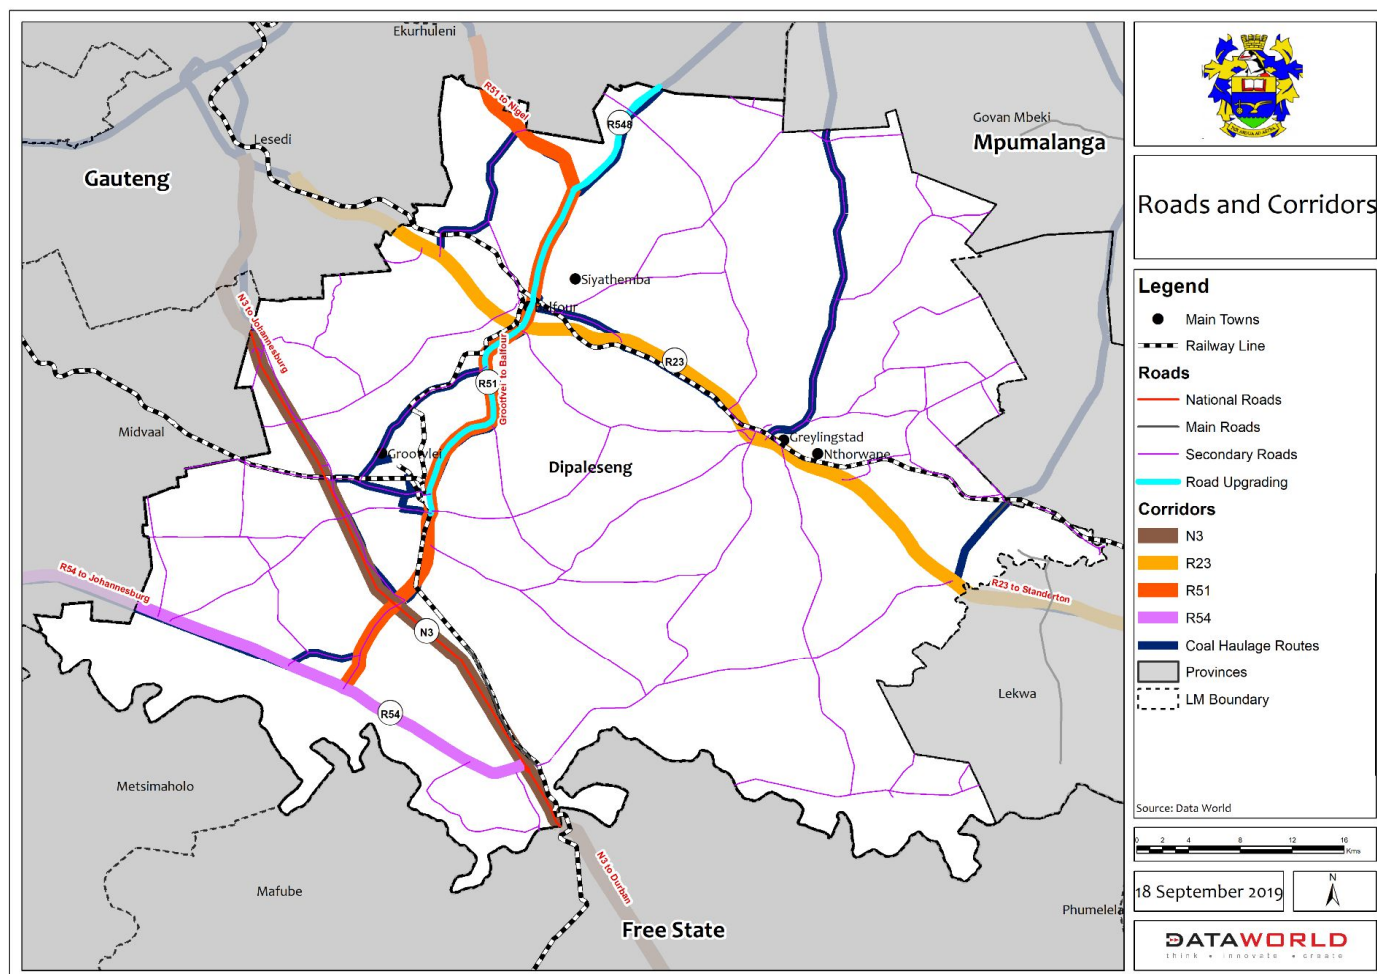 Ekurhuleni
R51 to Nigel
R548
Govan Mbeki
Mpumalanga
Lesedi
Gauteng
Siyathemba
N3 to Johannesburg
R23
R51
Grootlvei to Balfour
Midvaal
Greylingstad
Grootvlei
Nthorwane
Dipaleseng
R54 to Johannesburg
R23 to Standerton
N3
Lekwa
R54
Metsimaholo
N3 to Durban
Mafube
Free State
Phumelela
Roads and Corridors
Legend
Main Towns
Railway Line
Roads
National Roads
Main Roads
Secondary Roads
Road Upgrading
Corridors
N3
R23
R51
R54
Coal Haulage Routes
Provinces
LM Boundary
Source: Data World
0 2 4 8 12 16
Kms
18 September 2019
N
DATAWORLD
think • innovate • create